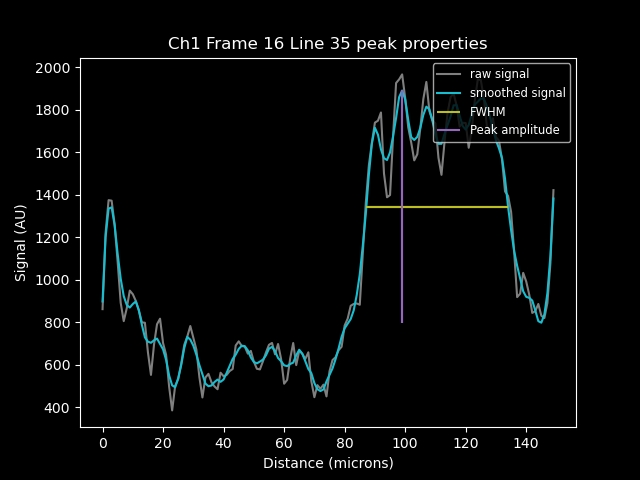 Ch1 Frame 16 Line 35 peak properties
raw signal
smoothed signal
FWHM
Peak amplitude
Signal (AU)
2000
1800
1600
1400
1200
1000
800
600
400
0 20 40 60 80 100 120 140
Distance (microns)